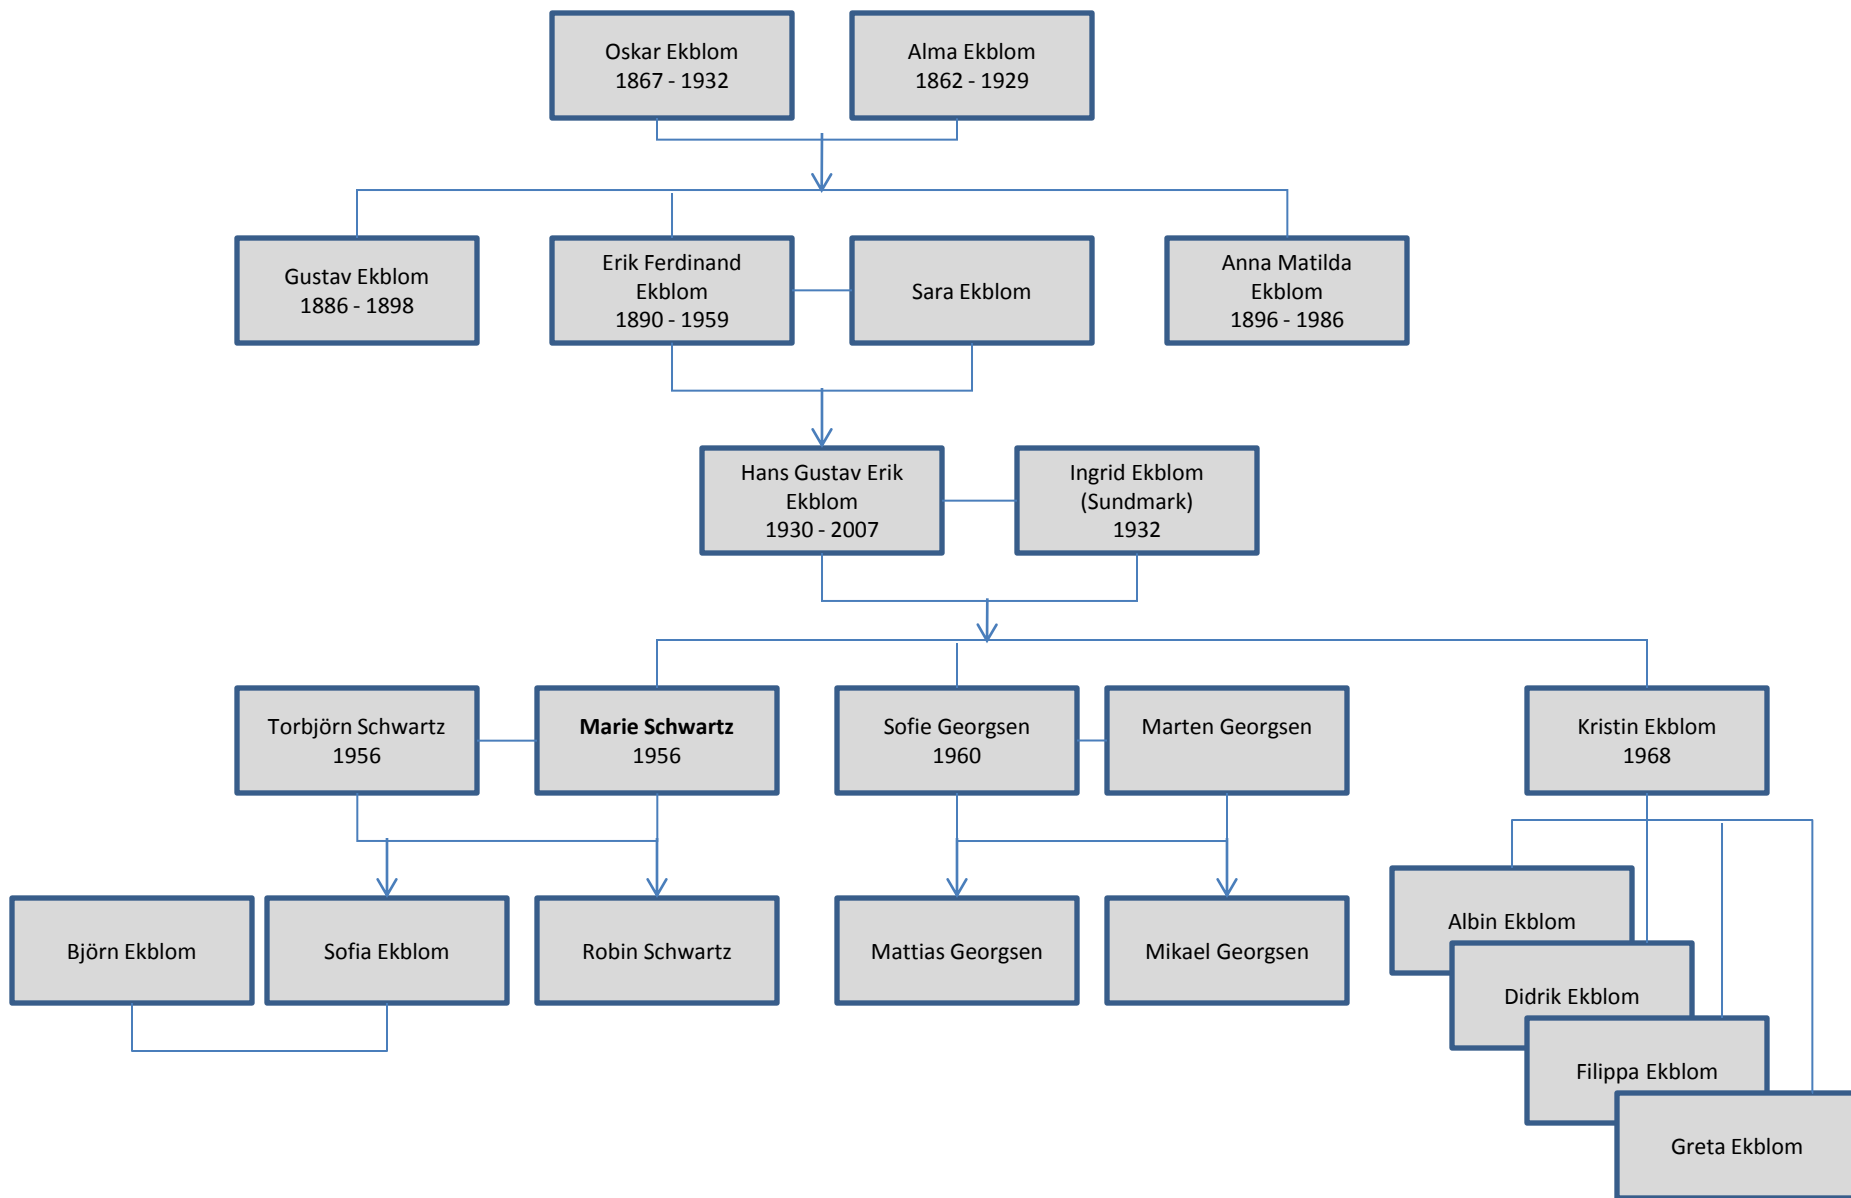 Oskar Ekblom
1867 - 1932
Alma Ekblom
1862 - 1929
Gustav Ekblom
1886 - 1898
Erik Ferdinand
Ekblom
1890 - 1959
Sara Ekblom
Anna Matilda
Ekblom
1896 - 1986
Hans Gustav Erik
Ekblom
1930 - 2007
Ingrid Ekblom
(Sundmark)
1932
Torbjörn Schwartz
1956
Marie Schwartz
1956
Sofie Georgsen
1960
Marten Georgsen
Kristin Ekblom
1968
Björn Ekblom
Sofia Ekblom
Robin Schwartz
Mattias Georgsen
Mikael Georgsen
Albin Ekblom
Didrik Ekblom
Filippa Ekblom
Greta Ekblom